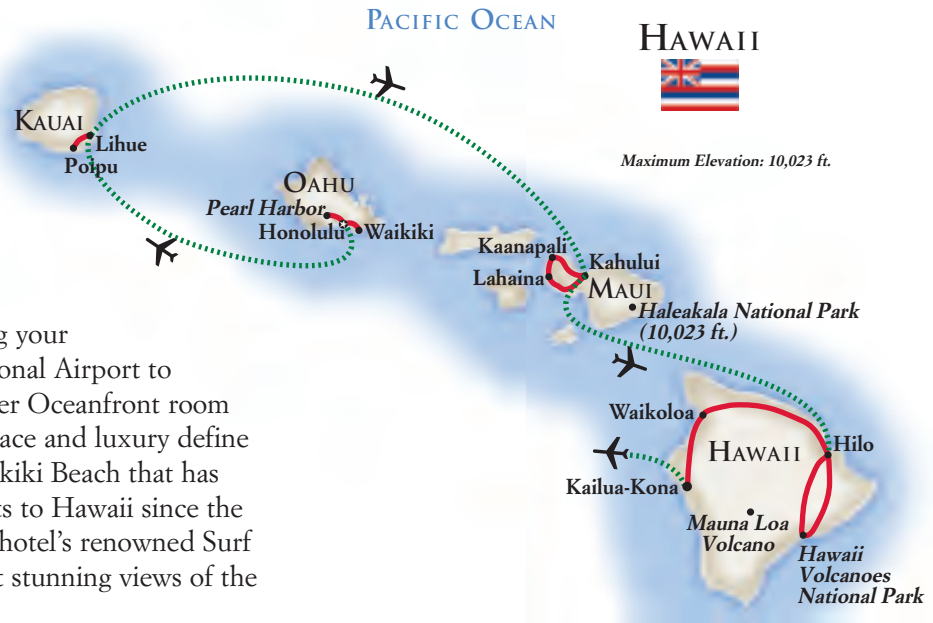 PACIFIC OCEAN
HAWAII
Maximum Elevation: 10,023 ft.
KAUAI
Lihue
Poipu
OAHU
Pearl Harbor
Honolulu
Waikiki
Kaanapali
Lahaina
Kahului
MAUI
Haleakala National Park
(10,023 ft.)
Waikoloa
HAWAII
Hilo
Kailua-Kona
Mauna Loa
Volcano
Hawaii
Volcanoes
National Park
g your
onal Airport to
er Oceanfront room
ace and luxury define
kiki Beach that has
ts to Hawaii since the
hotel's renowned Surf
t stunning views of the